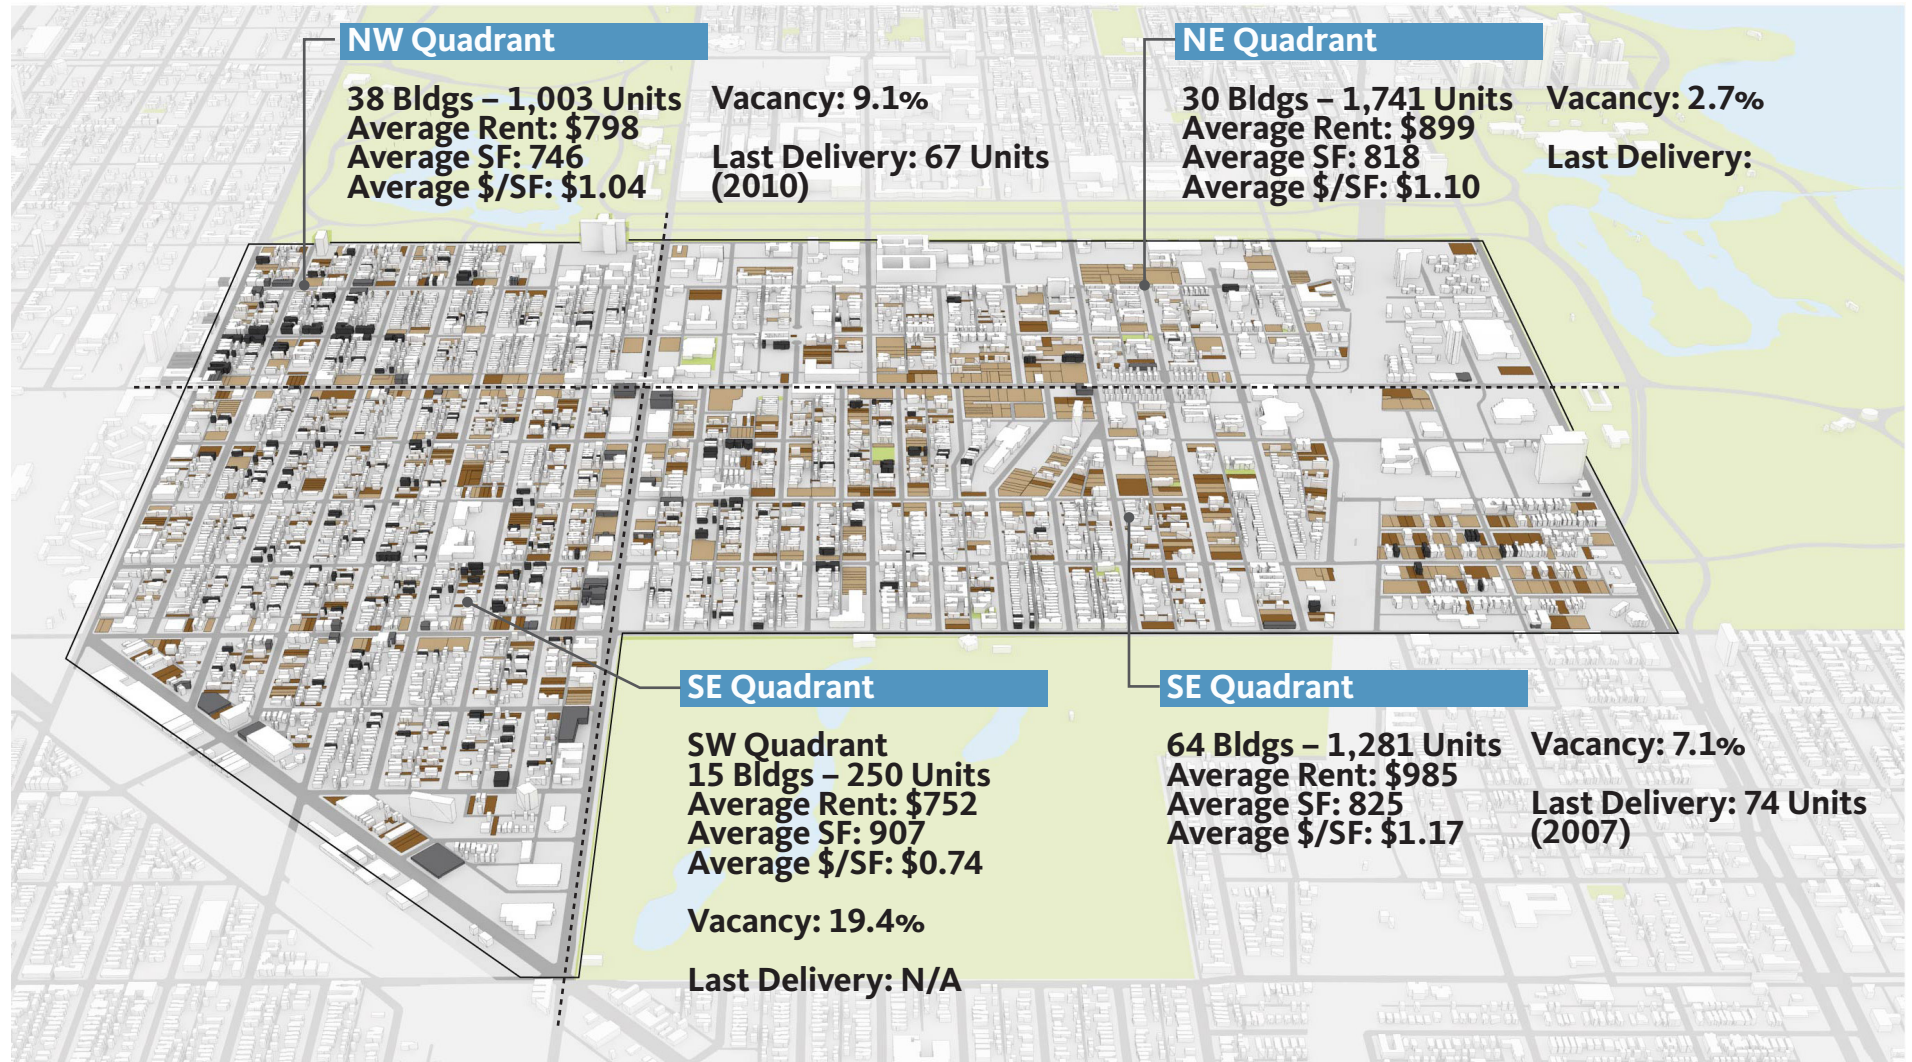 NW Quadrant
38 Bldgs – 1,003 Units
Average Rent: $798
Average SF: 746
Average $/SF: $1.04
Vacancy: 9.1%
Last Delivery: 67 Units
(2010)
NE Quadrant
30 Bldgs – 1,741 Units
Average Rent: $899
Average SF: 818
Average $/SF: $1.10
Vacancy: 2.7%
Last Delivery:
SE Quadrant
SW Quadrant
15 Bldgs – 250 Units
Average Rent: $752
Average SF: 907
Average $/SF: $0.74
Vacancy: 19.4%
Last Delivery: N/A
SE Quadrant
64 Bldgs – 1,281 Units
Average Rent: $985
Average SF: 825
Average $/SF: $1.17
Vacancy: 7.1%
Last Delivery: 74 Units
(2007)